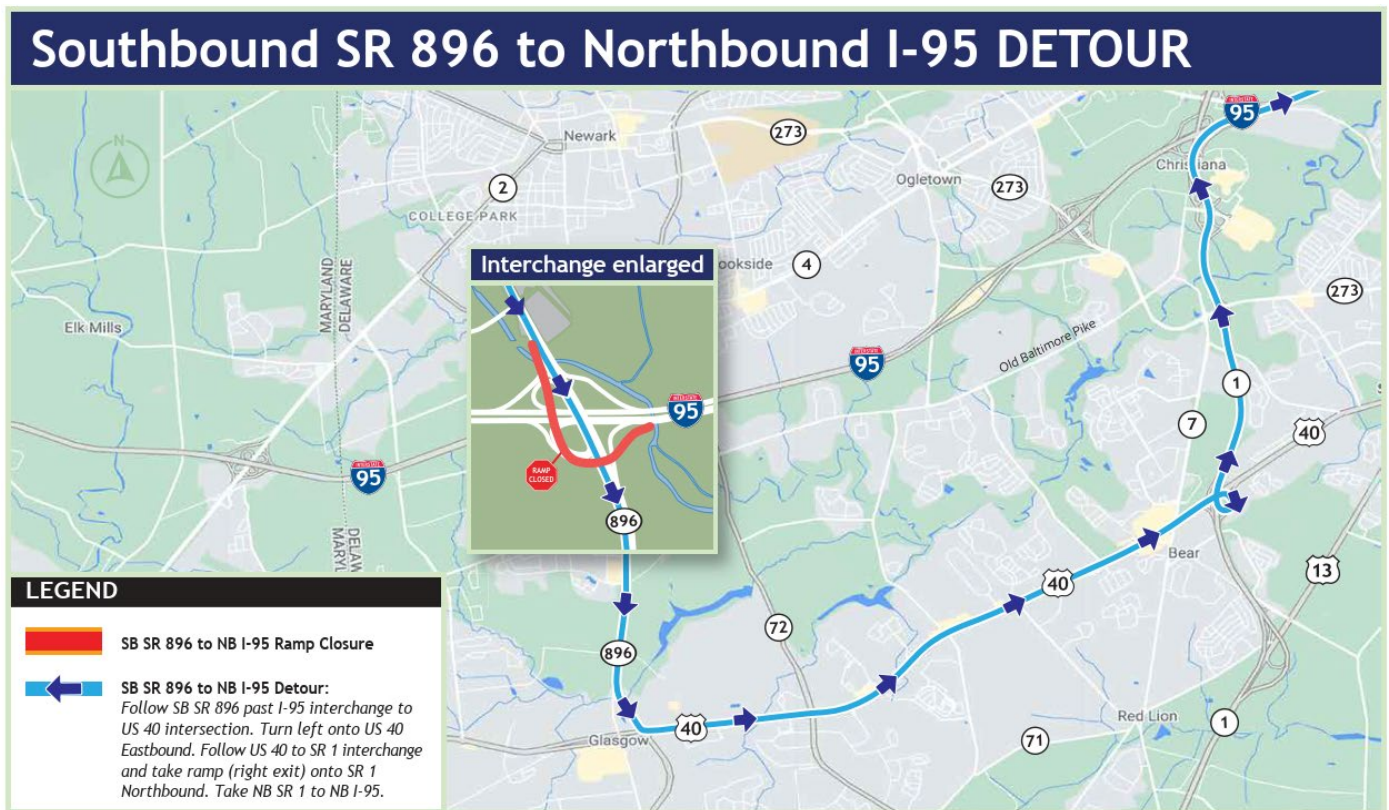 Southbound SR 896 to Northbound I-95 DETOUR
N
Newark
273
INTERSTATE
95
Christiana
2
Ogletown
273
COLLEGE PARK
Interchange enlarged
4
MARYLAND
DELAWARE
273
Elk Mills
Old Baltimore Pike
INTERSTATE
95
1
INTERSTATE
95
7
40
INTERSTATE
95
RAMP
CLOSED
896
Bear
13
40
LEGEND
SB SR 896 to NB I-95 Ramp Closure
SB SR 896 to NB I-95 Detour:
Follow SB SR 896 past I-95 interchange to
US 40 intersection. Turn left onto US 40
Eastbound. Follow US 40 to SR 1 interchange
and take ramp (right exit) onto SR 1
Northbound. Take NB SR 1 to NB I-95.
72
896
Red Lion
40
1
Glasgow
71